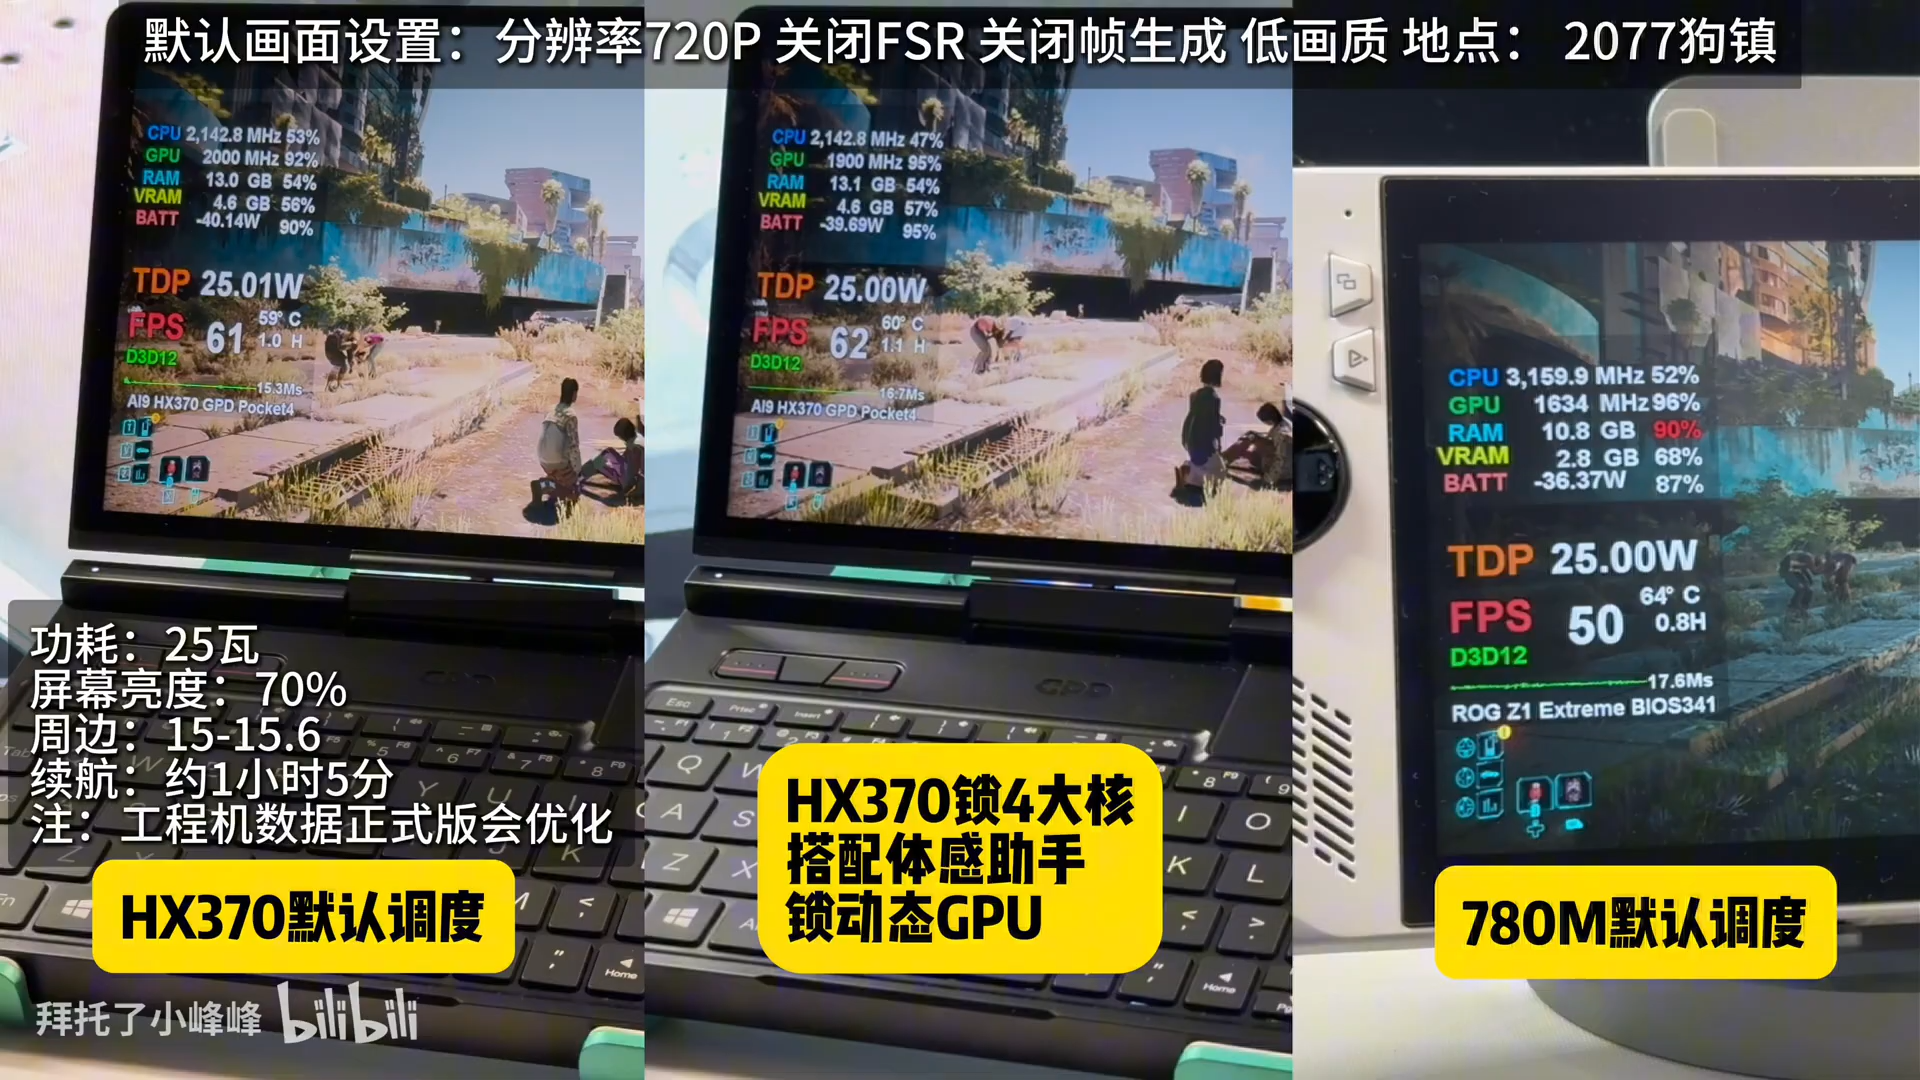 默认画面设置：分辨率720P 关闭FSR 关闭帧生成 低画质 地点： 2077狗镇
CPU 2,142.8 MHz 53%
GPU 2000 MHz 92%
RAM 13.0 GB 54%
VRAM 4.6 GB 56%
BATT -40.14W 90%
TDP 25.01W
FPS 61 59° C
1.0 H
D3D12
15.3Ms
AI9 HX370 GPD Pocket4
CPU 2,142.8 MHz 47%
GPU 1900 MHz 95%
RAM 13.1 GB 54%
VRAM 4.6 GB 57%
BATT -39.69W 95%
TDP 25.00W
FPS 62 60° C
1.1 H
D3D12
16.7Ms
AI9 HX370 GPD Pocket4
CPU 3,159.9 MHz 52%
GPU 1634 MHz 96%
RAM 10.8 GB 90%
VRAM 2.8 GB 68%
BATT -36.37W 87%
TDP 25.00W
FPS 50 64° C
0.8H
D3D12
17.6Ms
ROG Z1 Extreme BIOS341
功耗：25瓦
屏幕亮度：70%
周边：15-15.6
续航：约1小时5分
注：工程机数据正式版会优化
HX370默认调度
HX370锁4大核
搭配体感助手
锁动态GPU
780M默认调度
GPD
Esc
Prtsc
Insert
Q
A
S
Z
X
I
O
K
L
M
Home
Home
拜托了小峰峰 bilibili